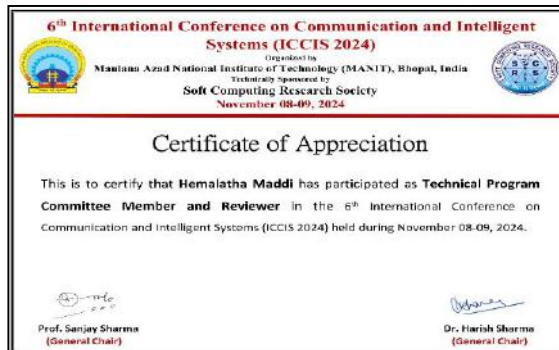 6th International Conference on Communication and Intelligent
Systems (ICCIS 2024)
Organized by
Maulana Azad National Institute of Technology (MANIT), Bhopal, India
Technically Sponsored by
Soft Computing Research Society
November 08-09, 2024
SCRS
Certificate of Appreciation
This is to certify that Hemalatha Maddi has participated as Technical Program
Committee Member and Reviewer in the 6th International Conference on
Communication and Intelligent Systems (ICCIS 2024) held during November 08-09, 2024.
Prof. Sanjay Sharma
(General Chair)
Dr. Harish Sharma
(General Chair)